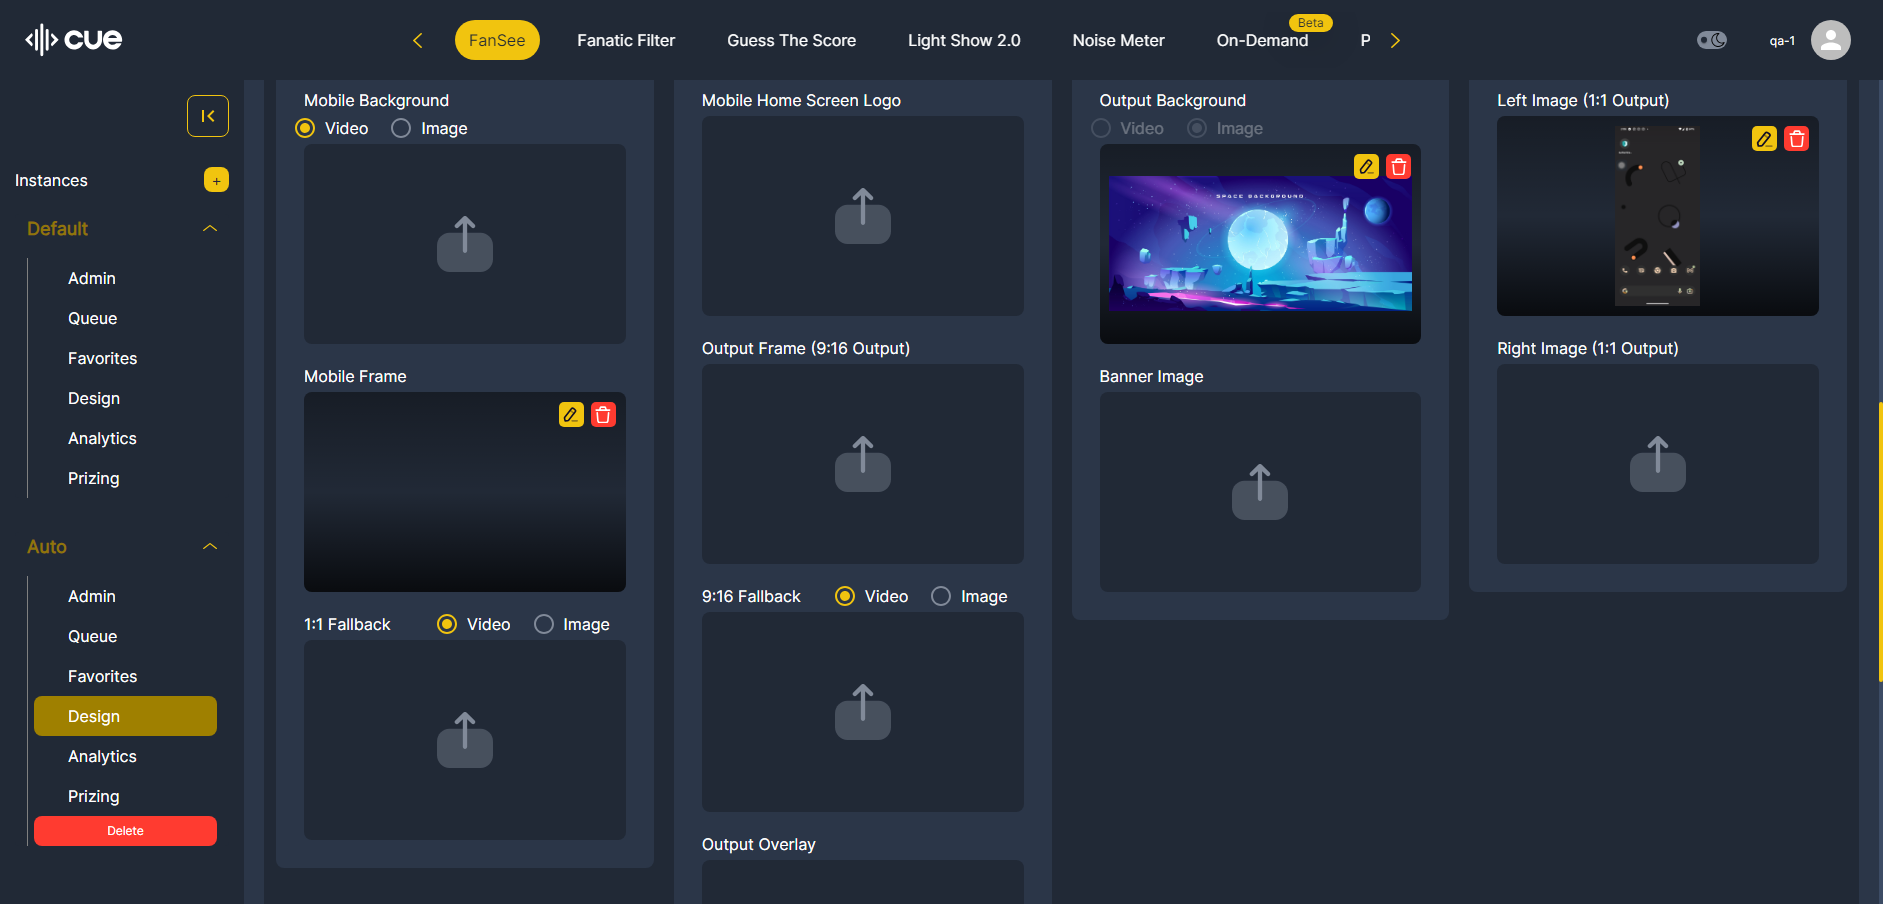 cue
FanSee
Fanatic Filter
Guess The Score
Light Show 2.0
Noise Meter
On-Demand
Beta
P
qa-1
Instances
+
Default
Admin
Queue
Favorites
Design
Analytics
Prizing
Auto
Admin
Queue
Favorites
Design
Analytics
Prizing
Delete
Mobile Background
Video Image
Mobile Frame
1:1 Fallback Video Image
Mobile Home Screen Logo
Output Frame (9:16 Output)
9:16 Fallback Video Image
Output Overlay
Output Background
Video Image
SPACE BACKGROUND
Banner Image
Left Image (1:1 Output)
Right Image (1:1 Output)